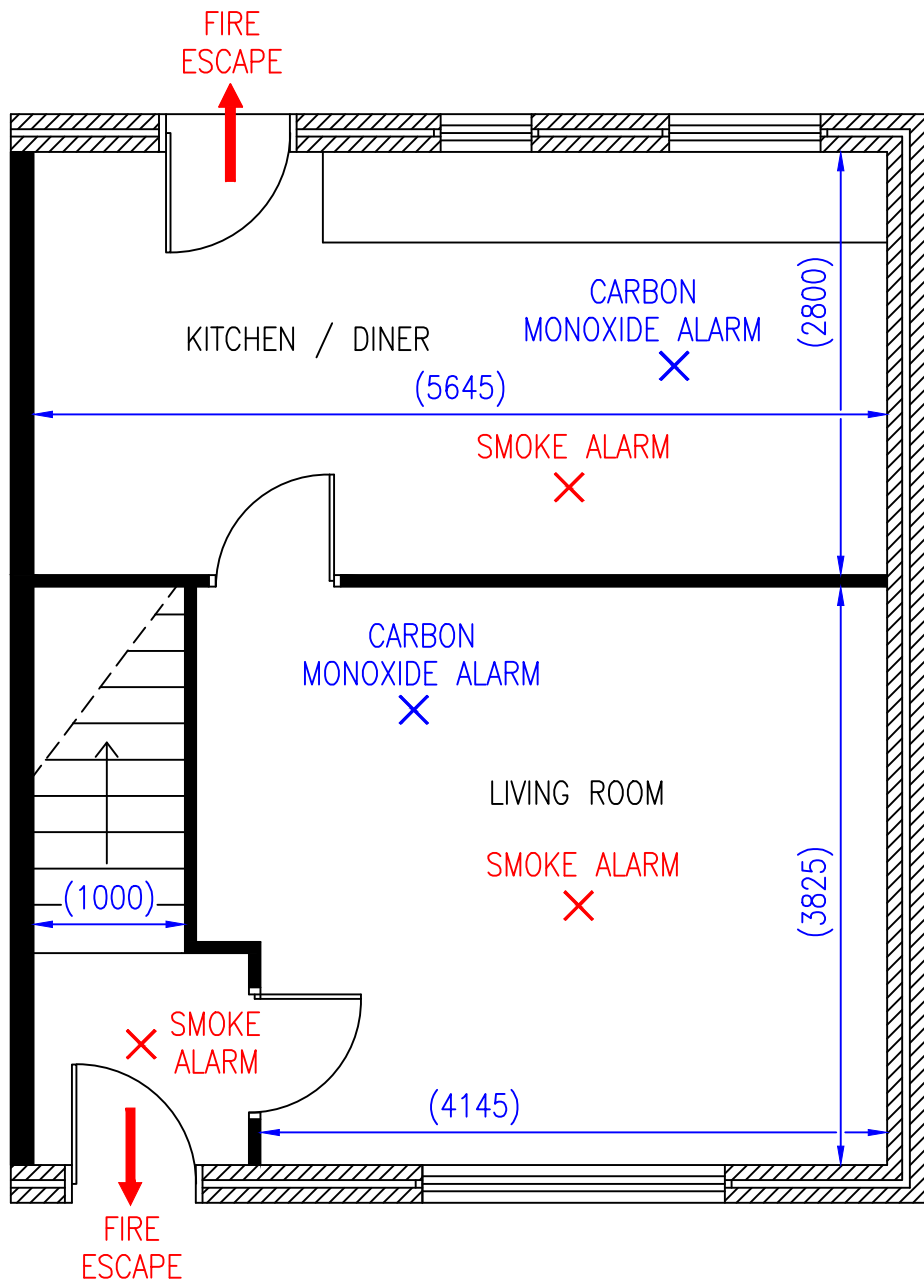 FIRE
ESCAPE
CARBON
MONOXIDE ALARM
(2800)
KITCHEN / DINER
(5645)
SMOKE ALARM
CARBON
MONOXIDE ALARM
LIVING ROOM
SMOKE ALARM
(3825)
(1000)
SMOKE
ALARM
(4145)
FIRE
ESCAPE